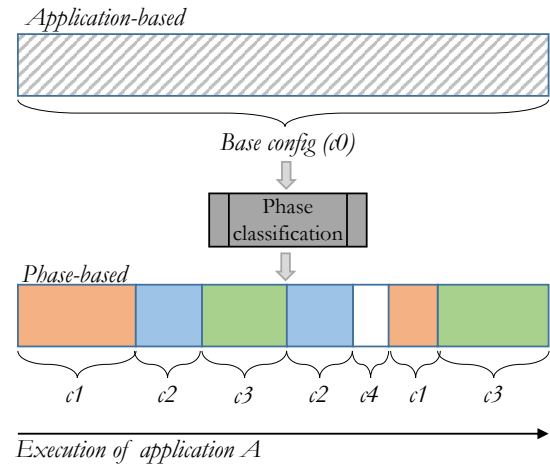 Application-based
Base config (c0)
Phase
classification
Phase-based
c1 c2 c3 c2 c4 c1 c3
Execution of application A